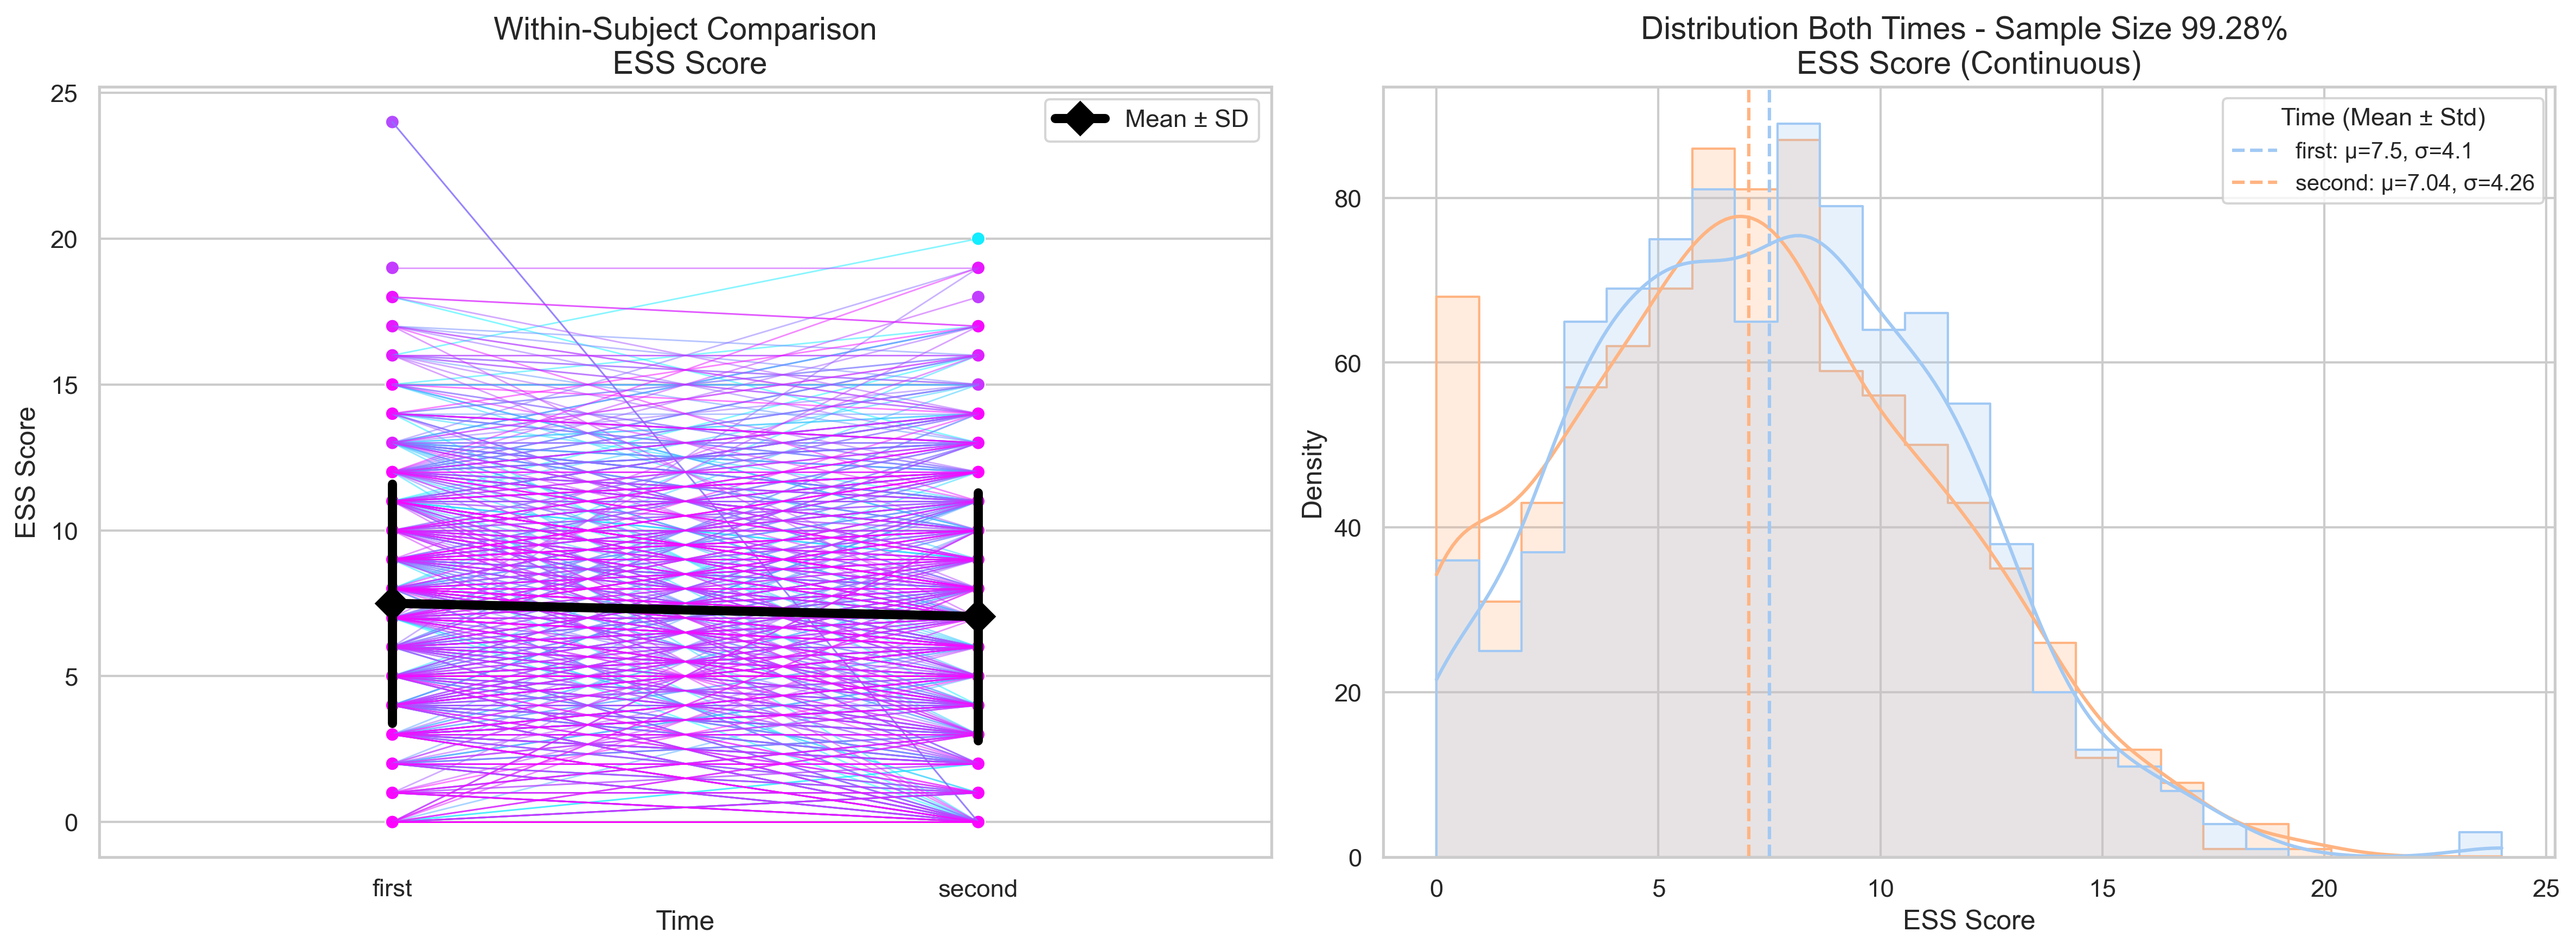 Within-Subject Comparison
ESS Score
25
20
15
10
5
0
ESS Score
Mean ± SD
first
second
Time
Distribution Both Times - Sample Size 99.28%
ESS Score (Continuous)
80
60
40
20
0
Density
Time (Mean ± Std)
first: μ=7.5, σ=4.1
second: μ=7.04, σ=4.26
0
5
10
15
20
25
ESS Score